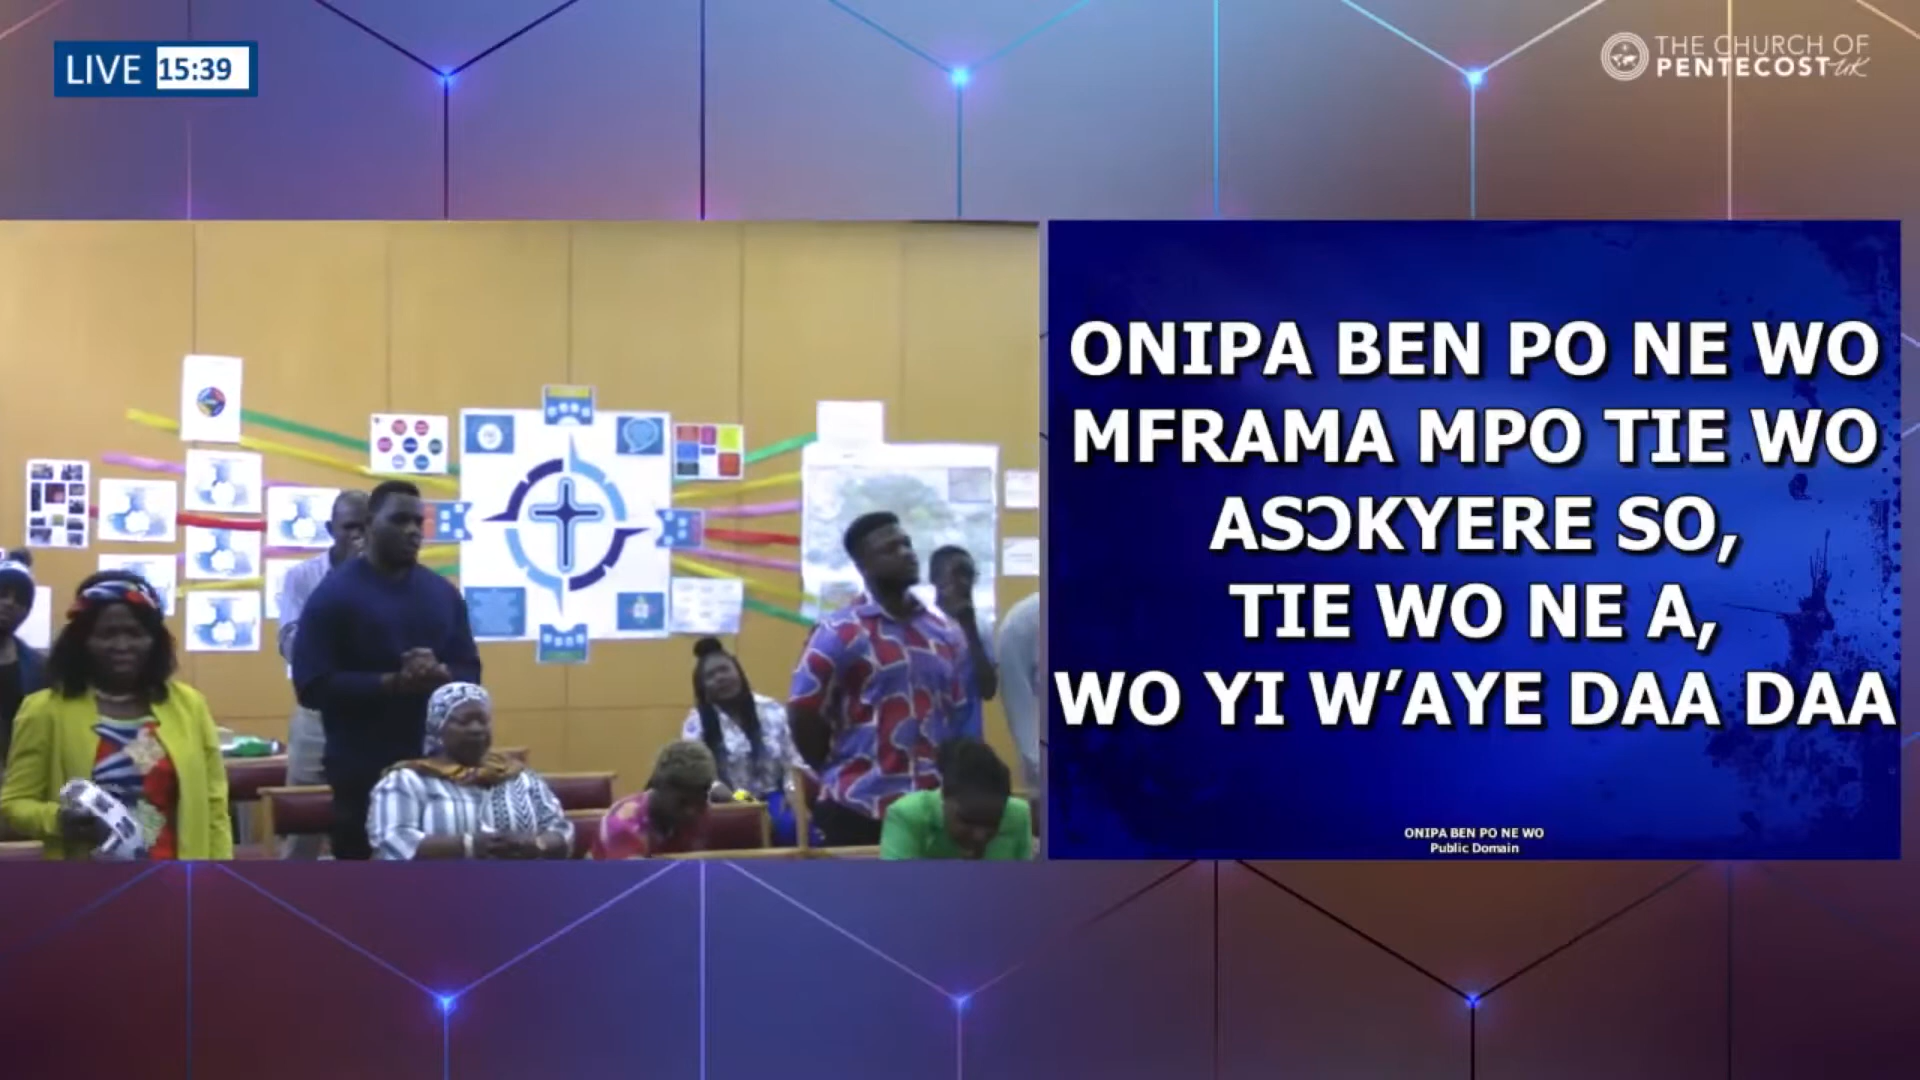 LIVE 15:39
THE CHURCH OF
PENTECOST UK
ONIPA BEN PO NE WO
MFRAMA MPO TIE WO
ASƆKYERE SO,
TIE WO NE A,
WO YI W’AYE DAA DAA
ONIPA BEN PO NE WO
Public Domain